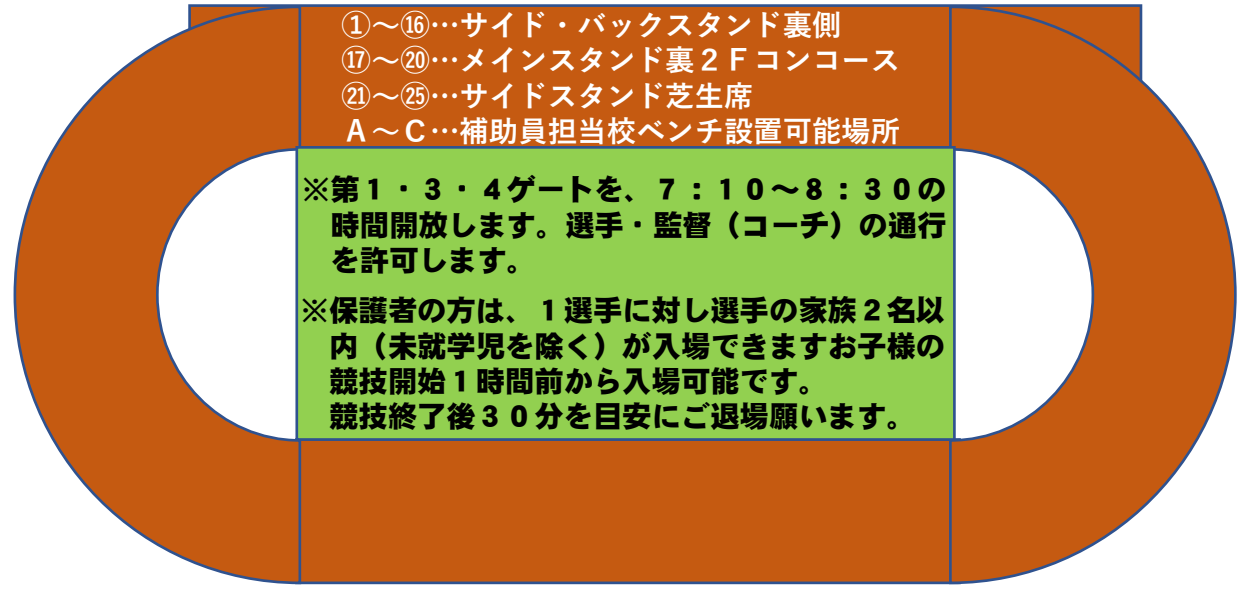 ①～⑯…サイド・バックスタンド裏側
⑰～⑳…メインスタンド裏２Ｆコンコース
㉑～㉕…サイドスタンド芝生席
Ａ～Ｃ…補助員担当校ベンチ設置可能場所
※第１・３・４ゲートを、７：１０～８：３０の
時間開放します。選手・監督（コーチ）の通行
を許可します。
※保護者の方は、１選手に対し選手の家族２名以
内（未就学児を除く）が入場できますお子様の
競技開始１時間前から入場可能です。
競技終了後３０分を目安にご退場願います。